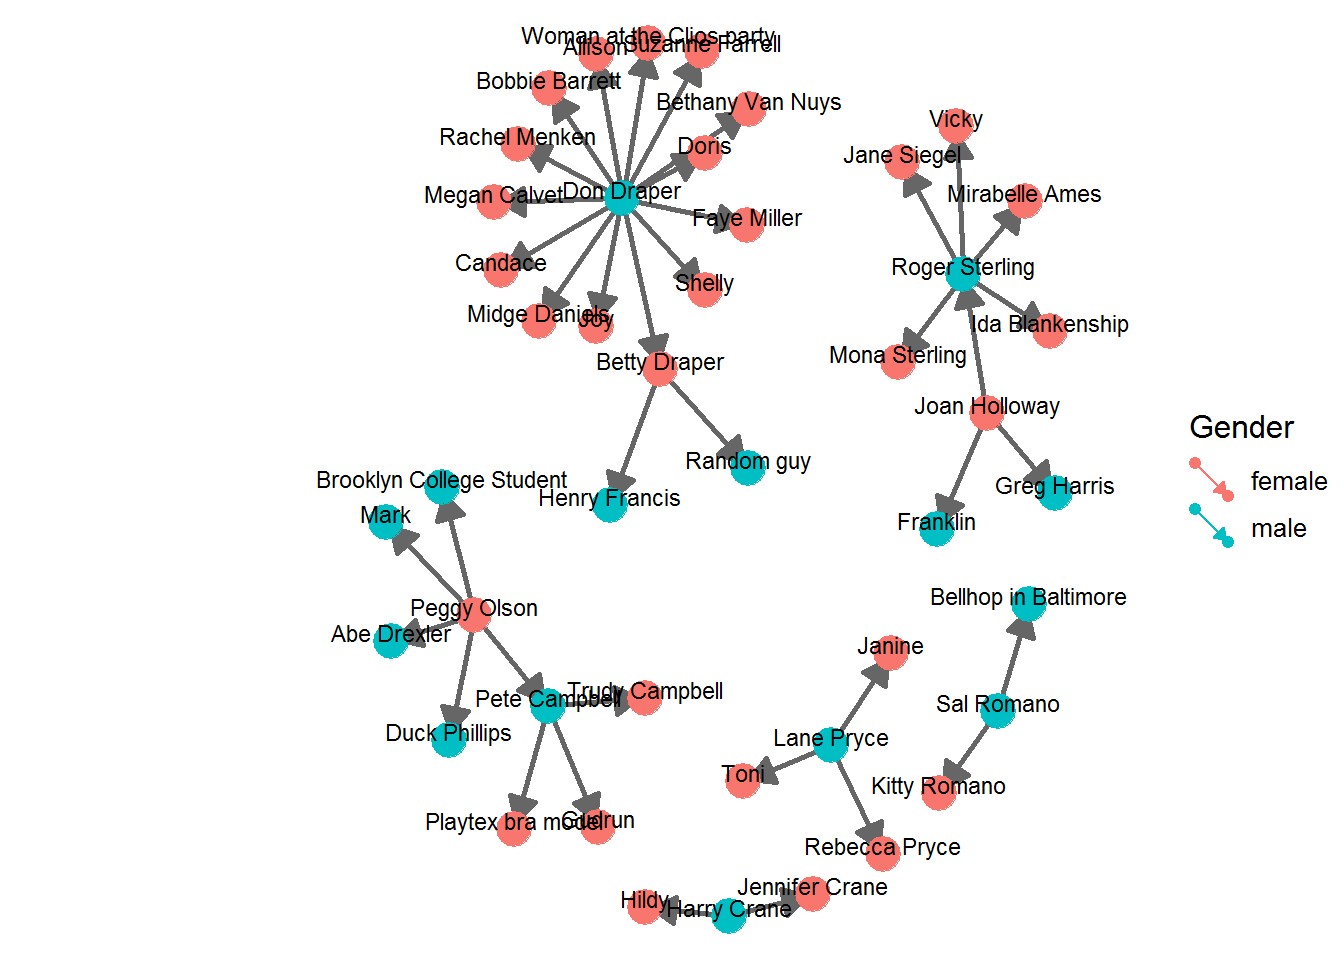 Woman at the Clios party
Allison
Suzanne Farrell
Bobbie Barrett
Bethany Van Nuys
Rachel Menken
Doris
Megan Calvet
Don Draper
Faye Miller
Candace
Shelly
Midge Daniels
Joy
Betty Draper
Random guy
Henry Francis
Vicky
Jane Siegel
Mirabelle Ames
Roger Sterling
Ida Blankenship
Mona Sterling
Joan Holloway
Greg Harris
Franklin
Brooklyn College Student
Mark
Peggy Olson
Abe Drexler
Trudy Campbell
Pete Campbell
Duck Phillips
Playtex bra model
Gudrun
Bellhop in Baltimore
Janine
Sal Romano
Lane Pryce
Toni
Kitty Romano
Rebecca Pryce
Jennifer Crane
Hildy
Harry Crane
Gender
female
male